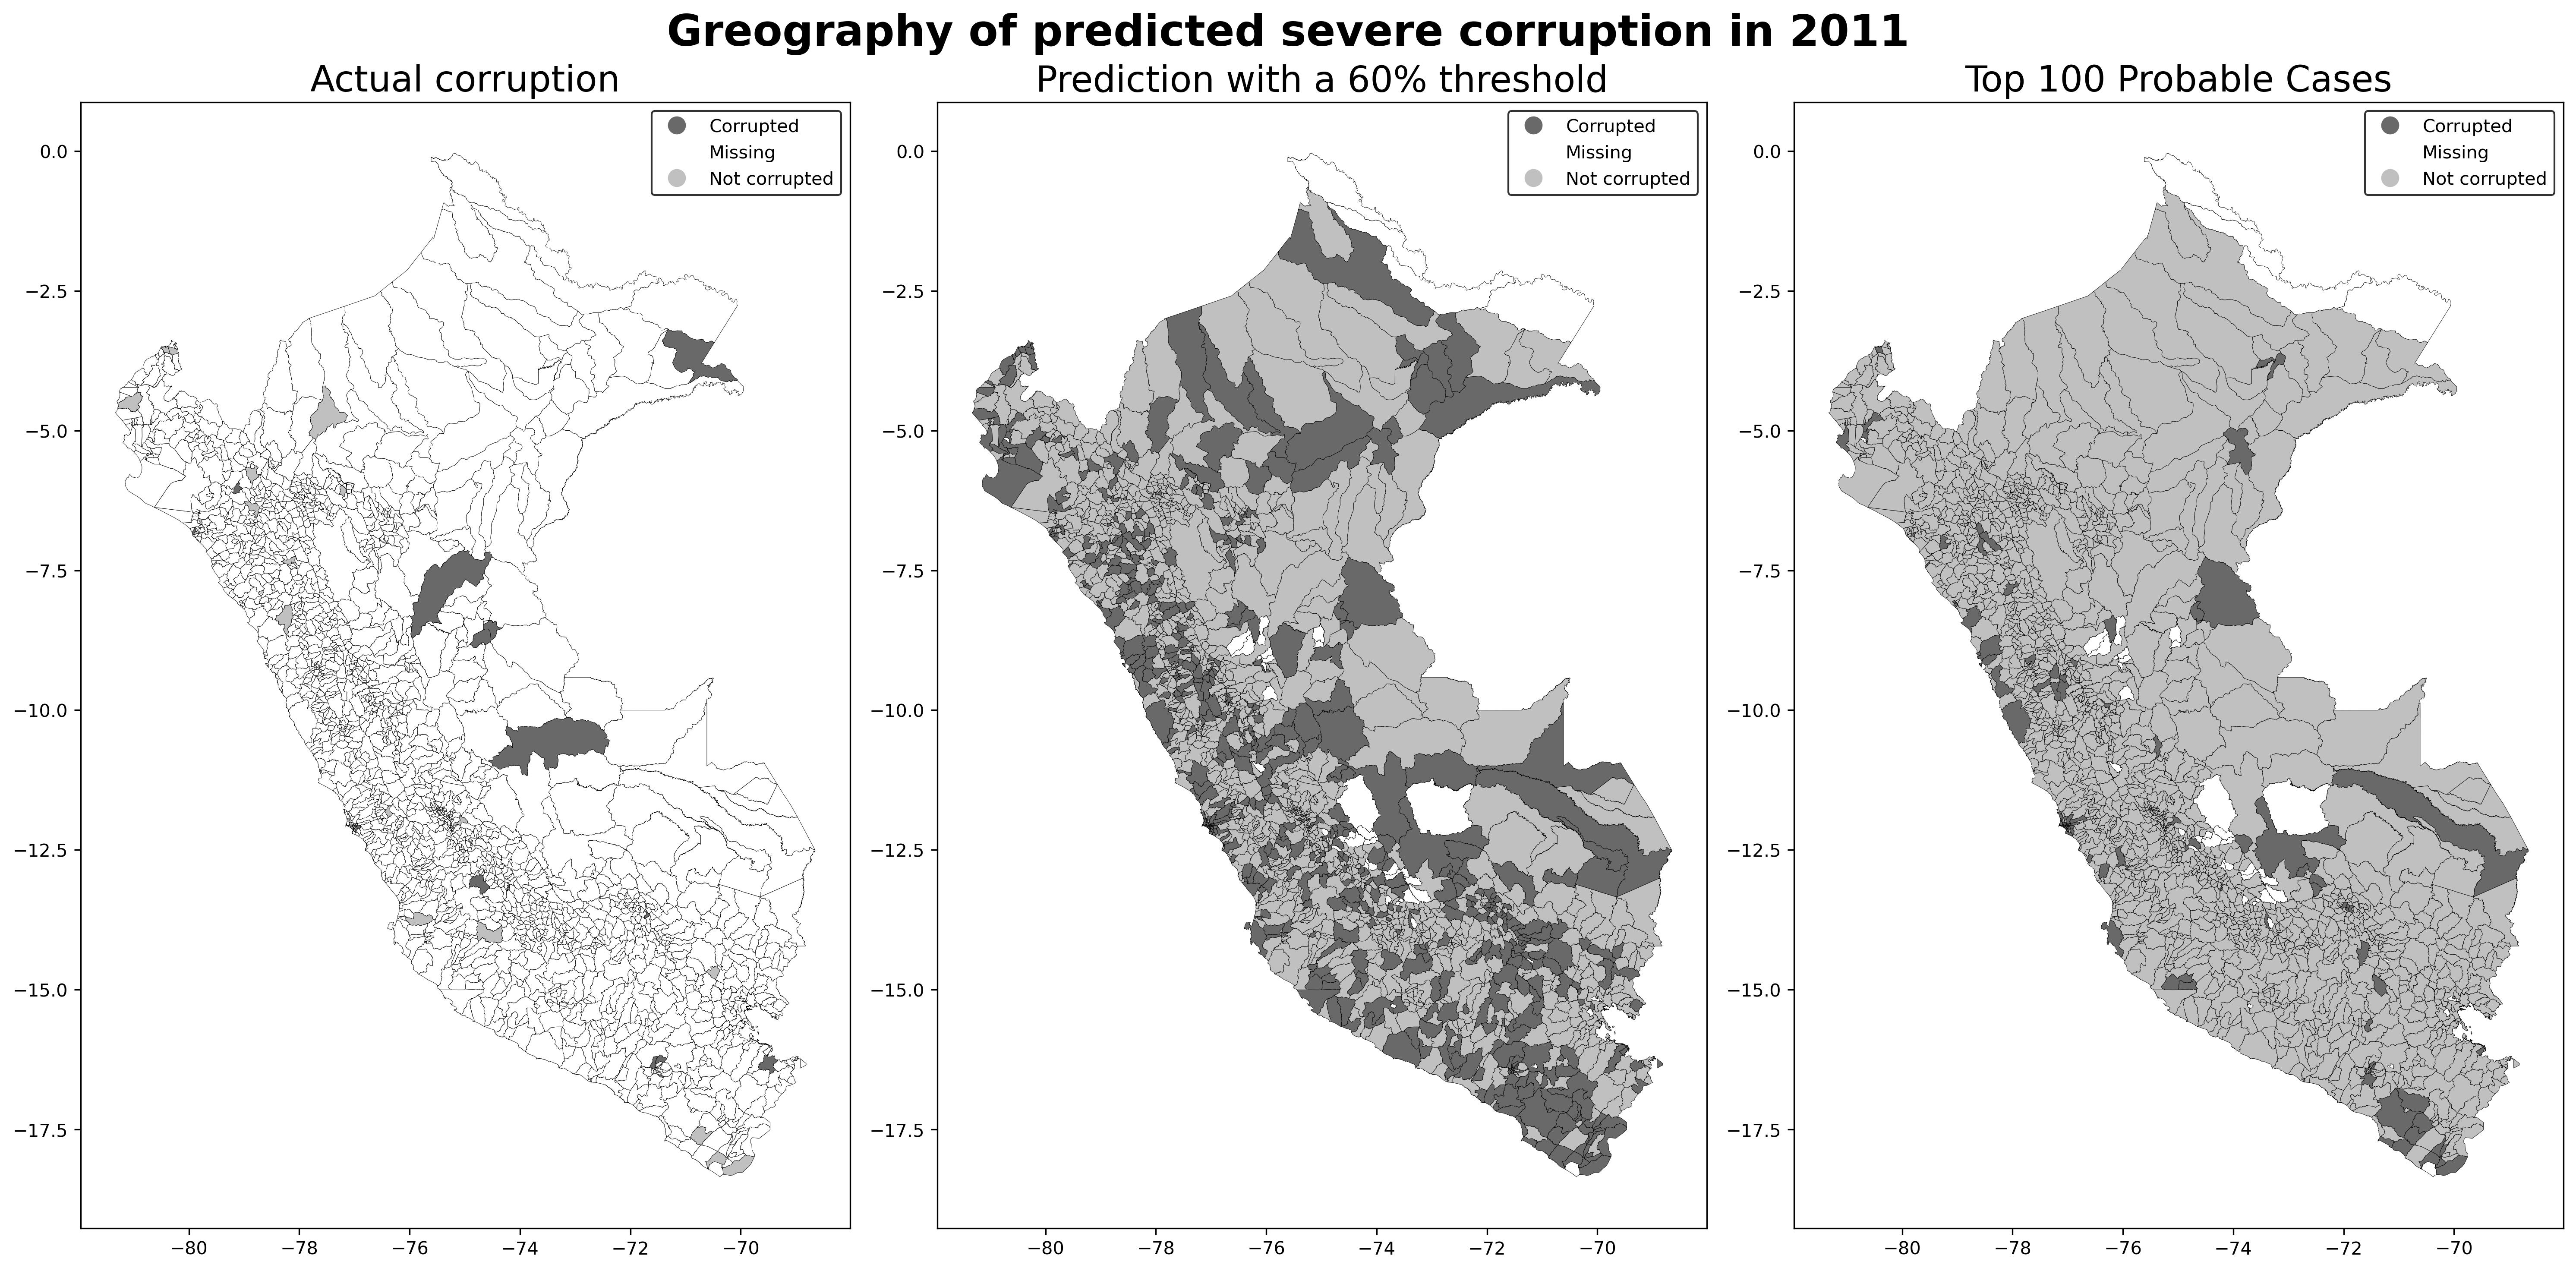 Greography of predicted severe corruption in 2011
Actual corruption
Prediction with a 60% threshold
Top 100 Probable Cases
Corrupted
Missing
Not corrupted
0.0
−2.5
−5.0
−7.5
−10.0
−12.5
−15.0
−17.5
−80 −78 −76 −74 −72 −70
Corrupted
Missing
Not corrupted
0.0
−2.5
−5.0
−7.5
−10.0
−12.5
−15.0
−17.5
−80 −78 −76 −74 −72 −70
Corrupted
Missing
Not corrupted
0.0
−2.5
−5.0
−7.5
−10.0
−12.5
−15.0
−17.5
−80 −78 −76 −74 −72 −70